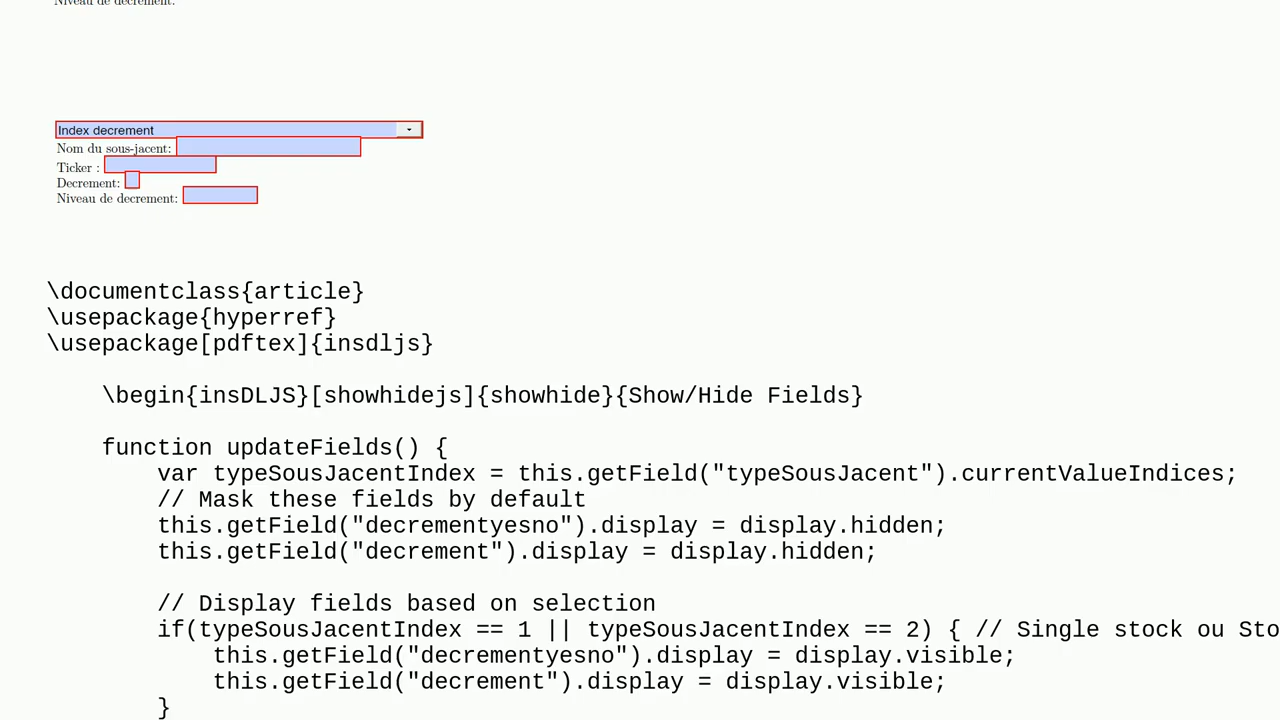 Niveau de decrement:
Index decrement
Nom du sous-jacent:
Ticker :
Decrement:
Niveau de decrement:
\documentclass{article}
\usepackage{hyperref}
\usepackage[pdftex]{insdljs}
\begin{insDLJS}[showhidejs]{showhide}{Show/Hide Fields}
function updateFields() {
var typeSousJacentIndex = this.getField("typeSousJacent").currentValueIndices;
// Mask these fields by default
this.getField("decrementyesno").display = display.hidden;
this.getField("decrement").display = display.hidden;
// Display fields based on selection
if(typeSousJacentIndex == 1 || typeSousJacentIndex == 2) { // Single stock ou Sto
this.getField("decrementyesno").display = display.visible;
this.getField("decrement").display = display.visible;
}